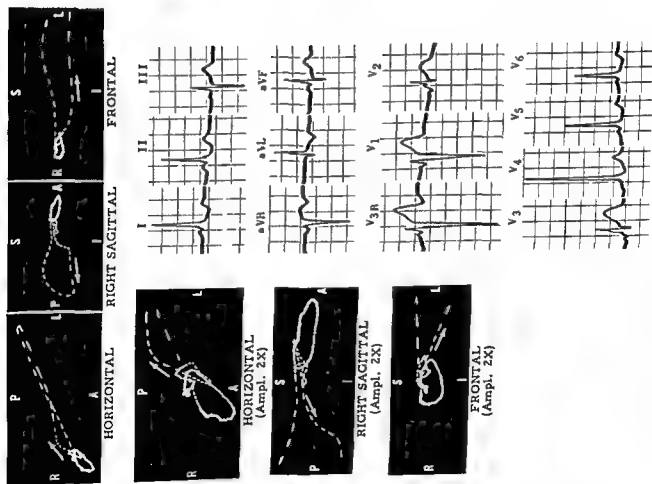 P
R
L
A
HORIZONTAL
S
P
A
I
RIGHT SAGITTAL
S
R
L
I
FRONTAL
P
R
L
A
HORIZONTAL
(Ampl. 2X)
S
P
A
I
RIGHT SAGITTAL
(Ampl. 2X)
S
R
L
I
FRONTAL
(Ampl. 2X)
I II III
aVR aVL aVF
V3R V1 V2
V3 V4 V5 V6